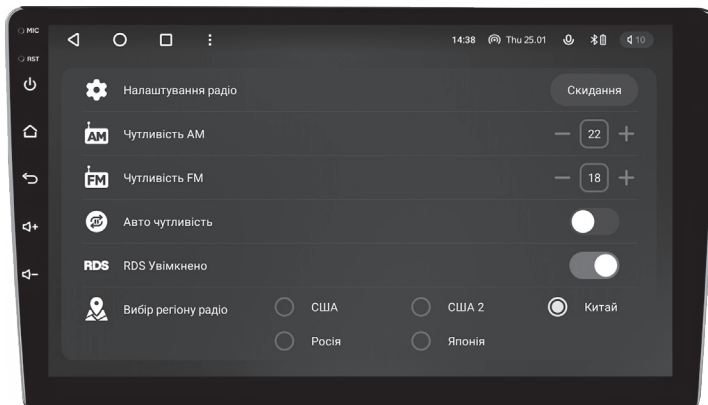 MIC
RST
14:38 Thu 25.01 10
Налаштування радіо Скидання
AM Чутливість AM 22
FM Чутливість FM 18
Авто чутливість
RDS RDS Увімкнено
Вибір регіону радіо США США 2 Китай
Росія Японія